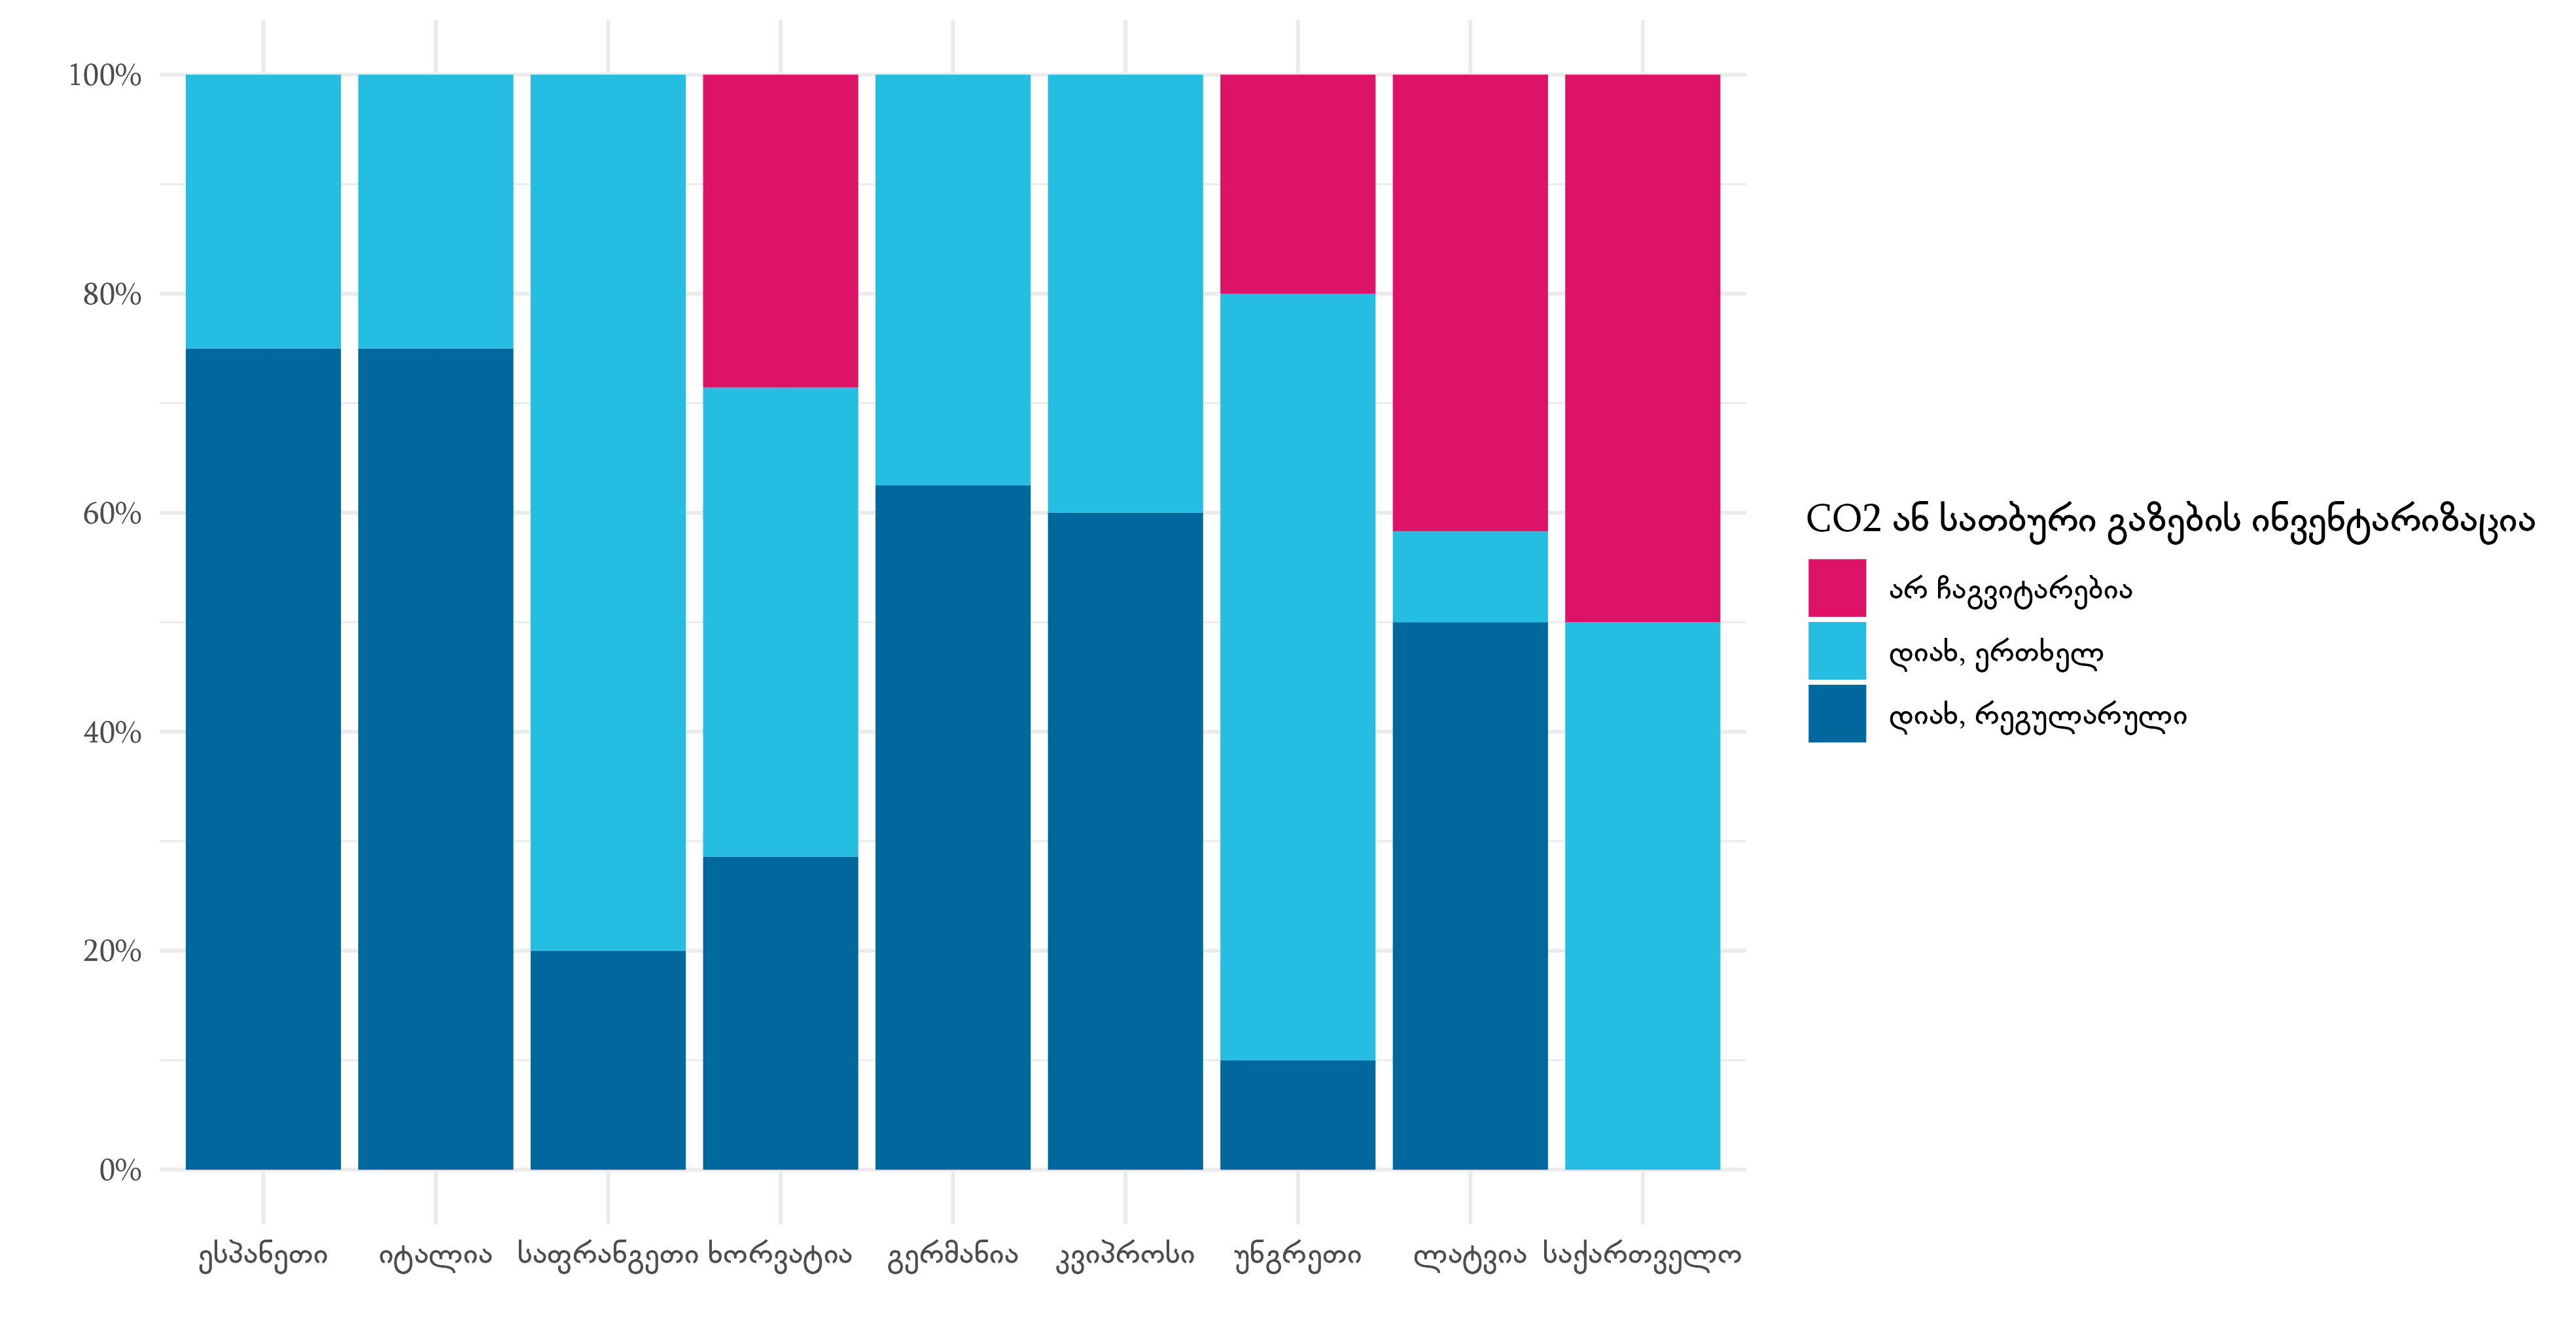 100%
80%
60%
40%
20%
0%
ესპანეთი იტალია საფრანგეთი ხორვატია გერმანია კვიპროსი უნგრეთი ლატვია საქართველო
CO2 ან სათბური გაზების ინვენტარიზაცია
არ ჩაგვიტარებია
დიახ, ერთხელ
დიახ, რეგულარული